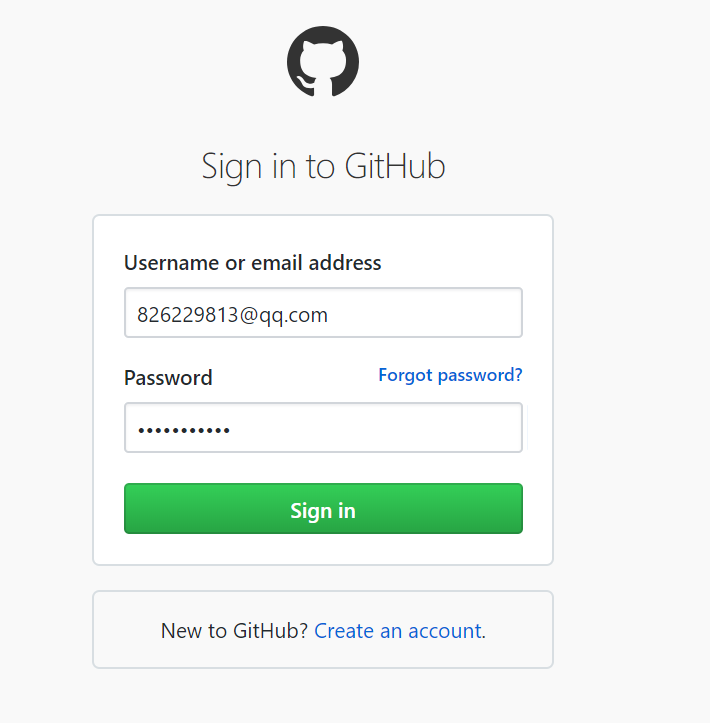 Sign in to GitHub
Username or email address
826229813@qq.com
Password Forgot password?
•••••••••••
Sign in
New to GitHub? Create an account.